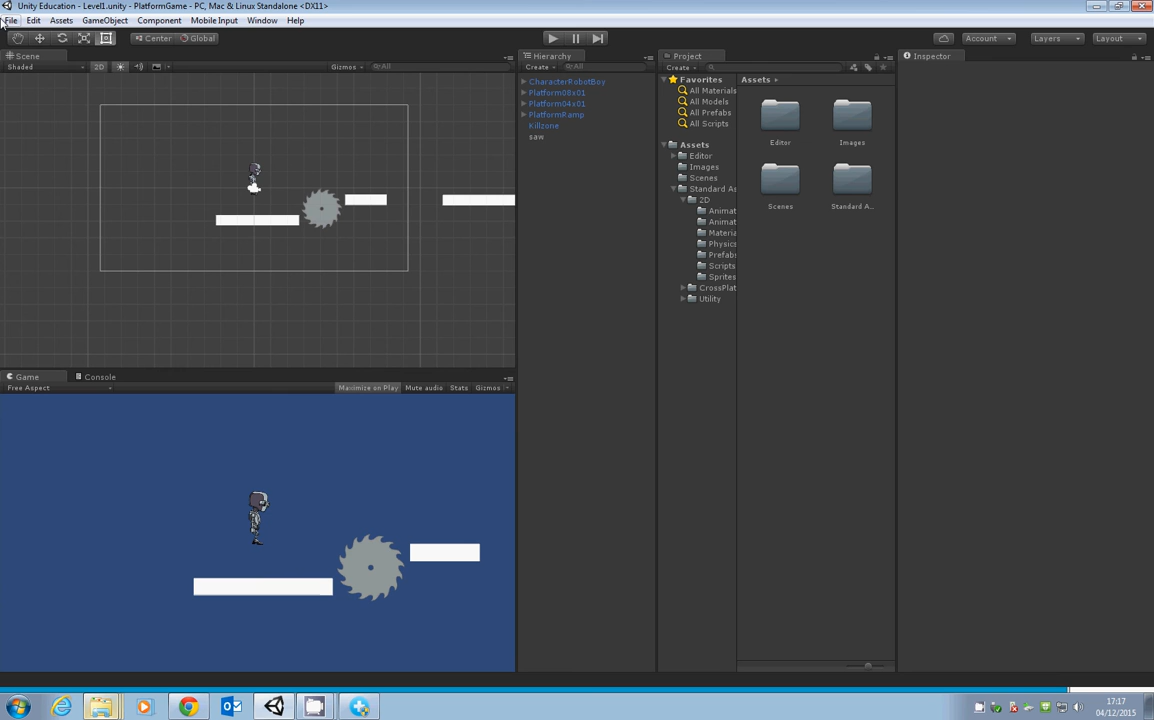 Unity Education - Level1.unity - PlatformGame - PC, Mac & Linux Standalone <DX11>
File Edit Assets GameObject Component Mobile Input Window Help
Center Global Account Layers Layout
Scene
Shaded 2D Gizmos All
Hierarchy
Create All
CharacterRobotBoy
Platform08x01
Platform04x01
PlatformRamp
Killzone
saw
Project
Create
Favorites
All Materials
All Models
All Prefabs
All Scripts
Assets
Editor
Images
Scenes
Standard As
2D
Animat
Animat
Materia
Physics
Prefabs
Scripts
Sprites
CrossPlat
Utility
Assets
Editor Images
Scenes Standard A...
Inspector
Game Console
Free Aspect Maximize on Play Mute audio Stats Gizmos
17:17
04/12/2015